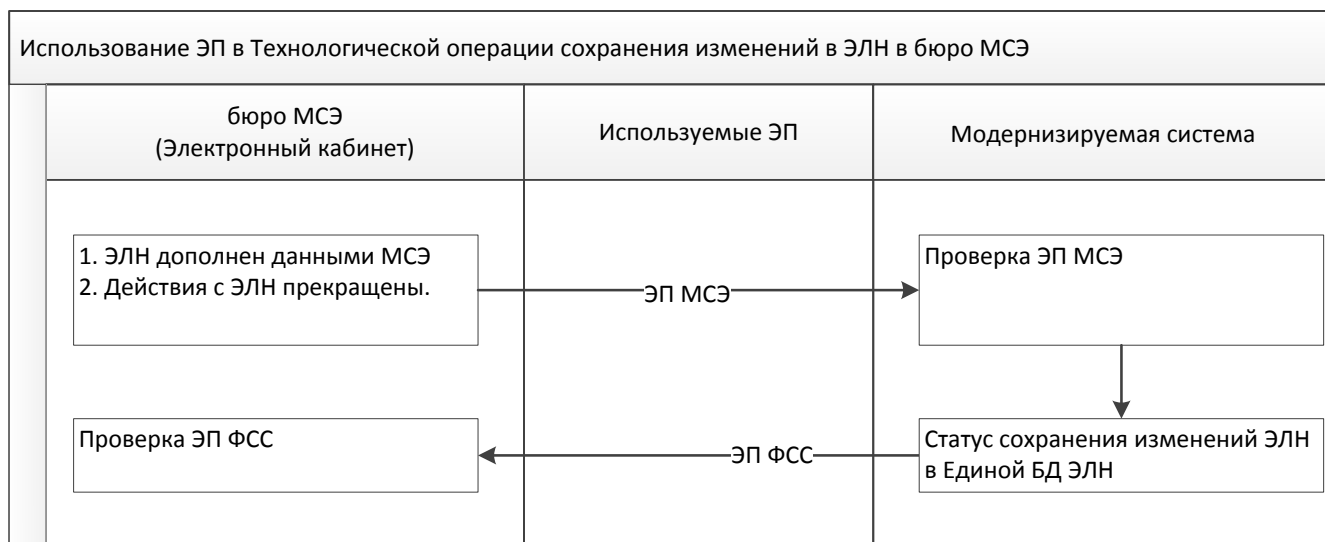 Использование ЭП в Технологической операции сохранения изменений в ЭЛН в бюро МСЭ
бюро МСЭ
(Электронный кабинет)
Используемые ЭП
Модернизируемая система
1. ЭЛН дополнен данными МСЭ
2. Действия с ЭЛН прекращены.
ЭП МСЭ
Проверка ЭП МСЭ
Проверка ЭП ФСС
ЭП ФСС
Статус сохранения изменений ЭЛН
в Единой БД ЭЛН